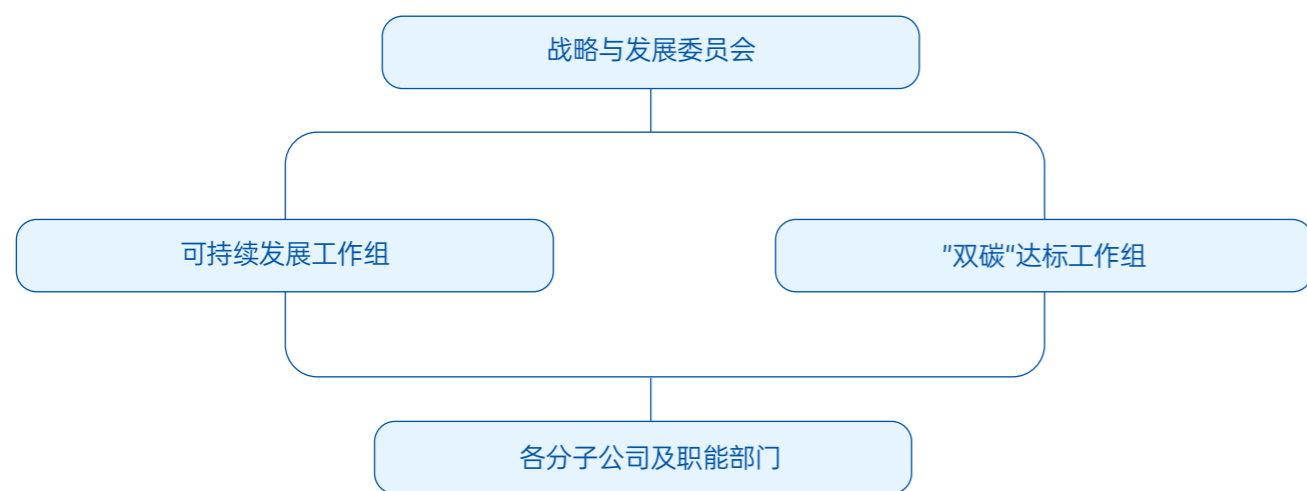 战略与发展委员会
可持续发展工作组
"双碳"达标工作组
各分子公司及职能部门